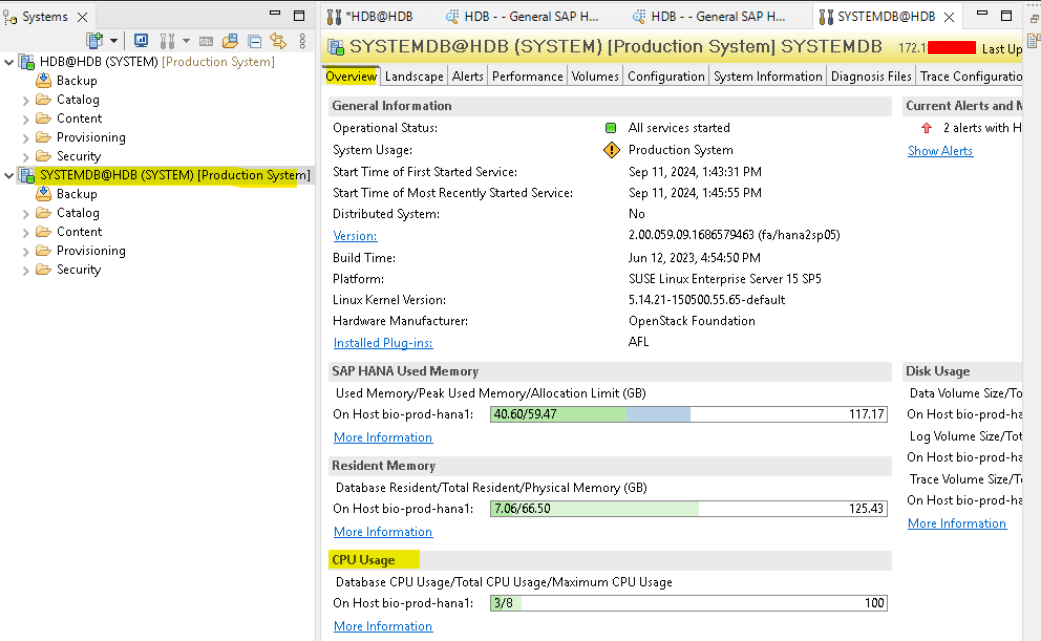 Systems
HDB@HDB (SYSTEM) [Production System]
Backup
Catalog
Content
Provisioning
Security
SYSTEMDB@HDB (SYSTEM) [Production System]
Backup
Catalog
Content
Provisioning
Security
*HDB@HDB
HDB - - General SAP H...
HDB - - General SAP H...
SYSTEMDB@HDB
SYSTEMDB@HDB (SYSTEM) [Production System] SYSTEMDB 172.1 Last Up
Overview Landscape Alerts Performance Volumes Configuration System Information Diagnosis Files Trace Configuratio
General Information
Operational Status: All services started
System Usage: Production System
Start Time of First Started Service: Sep 11, 2024, 1:43:31 PM
Start Time of Most Recently Started Service: Sep 11, 2024, 1:45:55 PM
Distributed System: No
Version: 2.00.059.09.1686579463 (fa/hana2sp05)
Build Time: Jun 12, 2023, 4:54:50 PM
Platform: SUSE Linux Enterprise Server 15 SP5
Linux Kernel Version: 5.14.21-150500.55.65-default
Hardware Manufacturer: OpenStack Foundation
Installed Plug-ins: AFL
SAP HANA Used Memory
Used Memory/Peak Used Memory/Allocation Limit (GB)
On Host bio-prod-hana1: 40.60/59.47 117.17
More Information
Resident Memory
Database Resident/Total Resident/Physical Memory (GB)
On Host bio-prod-hana1: 7.06/66.50 125.43
More Information
CPU Usage
Database CPU Usage/Total CPU Usage/Maximum CPU Usage
On Host bio-prod-hana1: 3/8 100
More Information
Current Alerts and M
2 alerts with H
Show Alerts
Disk Usage
Data Volume Size/To
On Host bio-prod-ha
Log Volume Size/Tot
On Host bio-prod-ha
Trace Volume Size/T
On Host bio-prod-ha
More Information